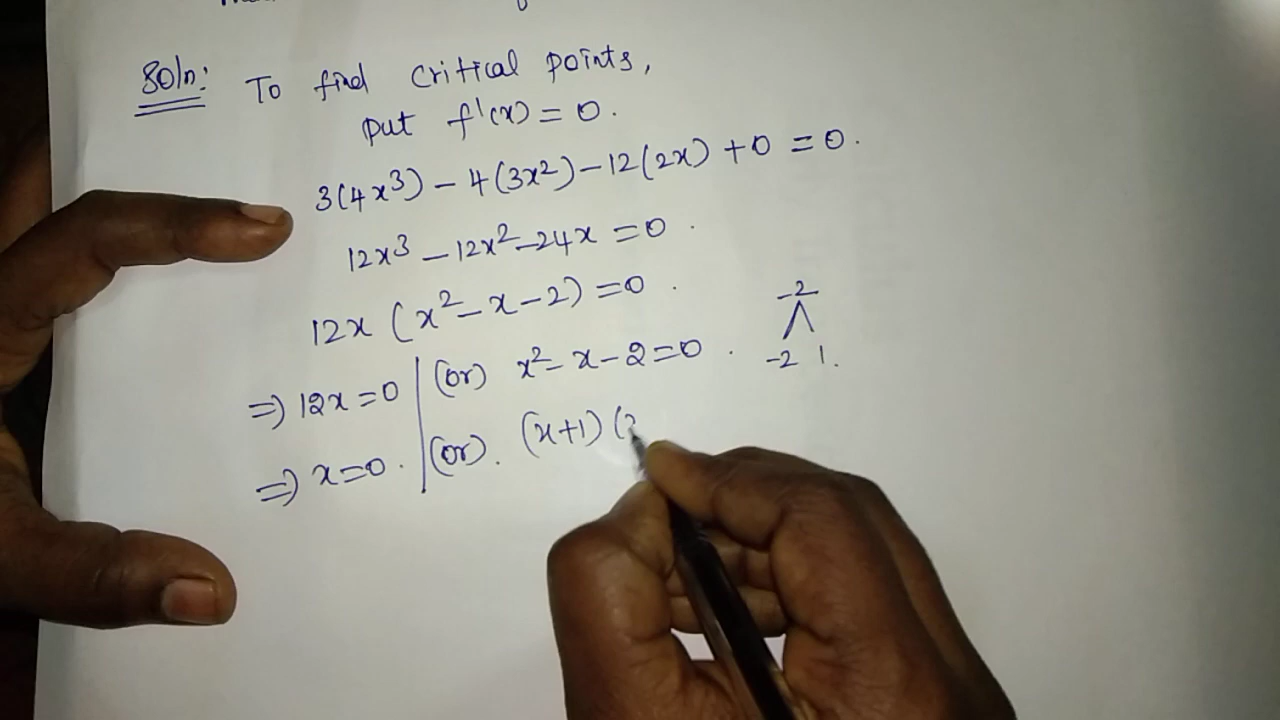 Soln: To find critical points,
put f'(x) = 0.
3(4x³) - 4(3x²) - 12(2x) + 0 = 0.
12x³ - 12x² - 24x = 0.
12x (x² - x - 2) = 0.
-2
⇒ 12x = 0 | (or) x² - x - 2 = 0.
-2 1.
⇒ x = 0. | (or). (x+1) (